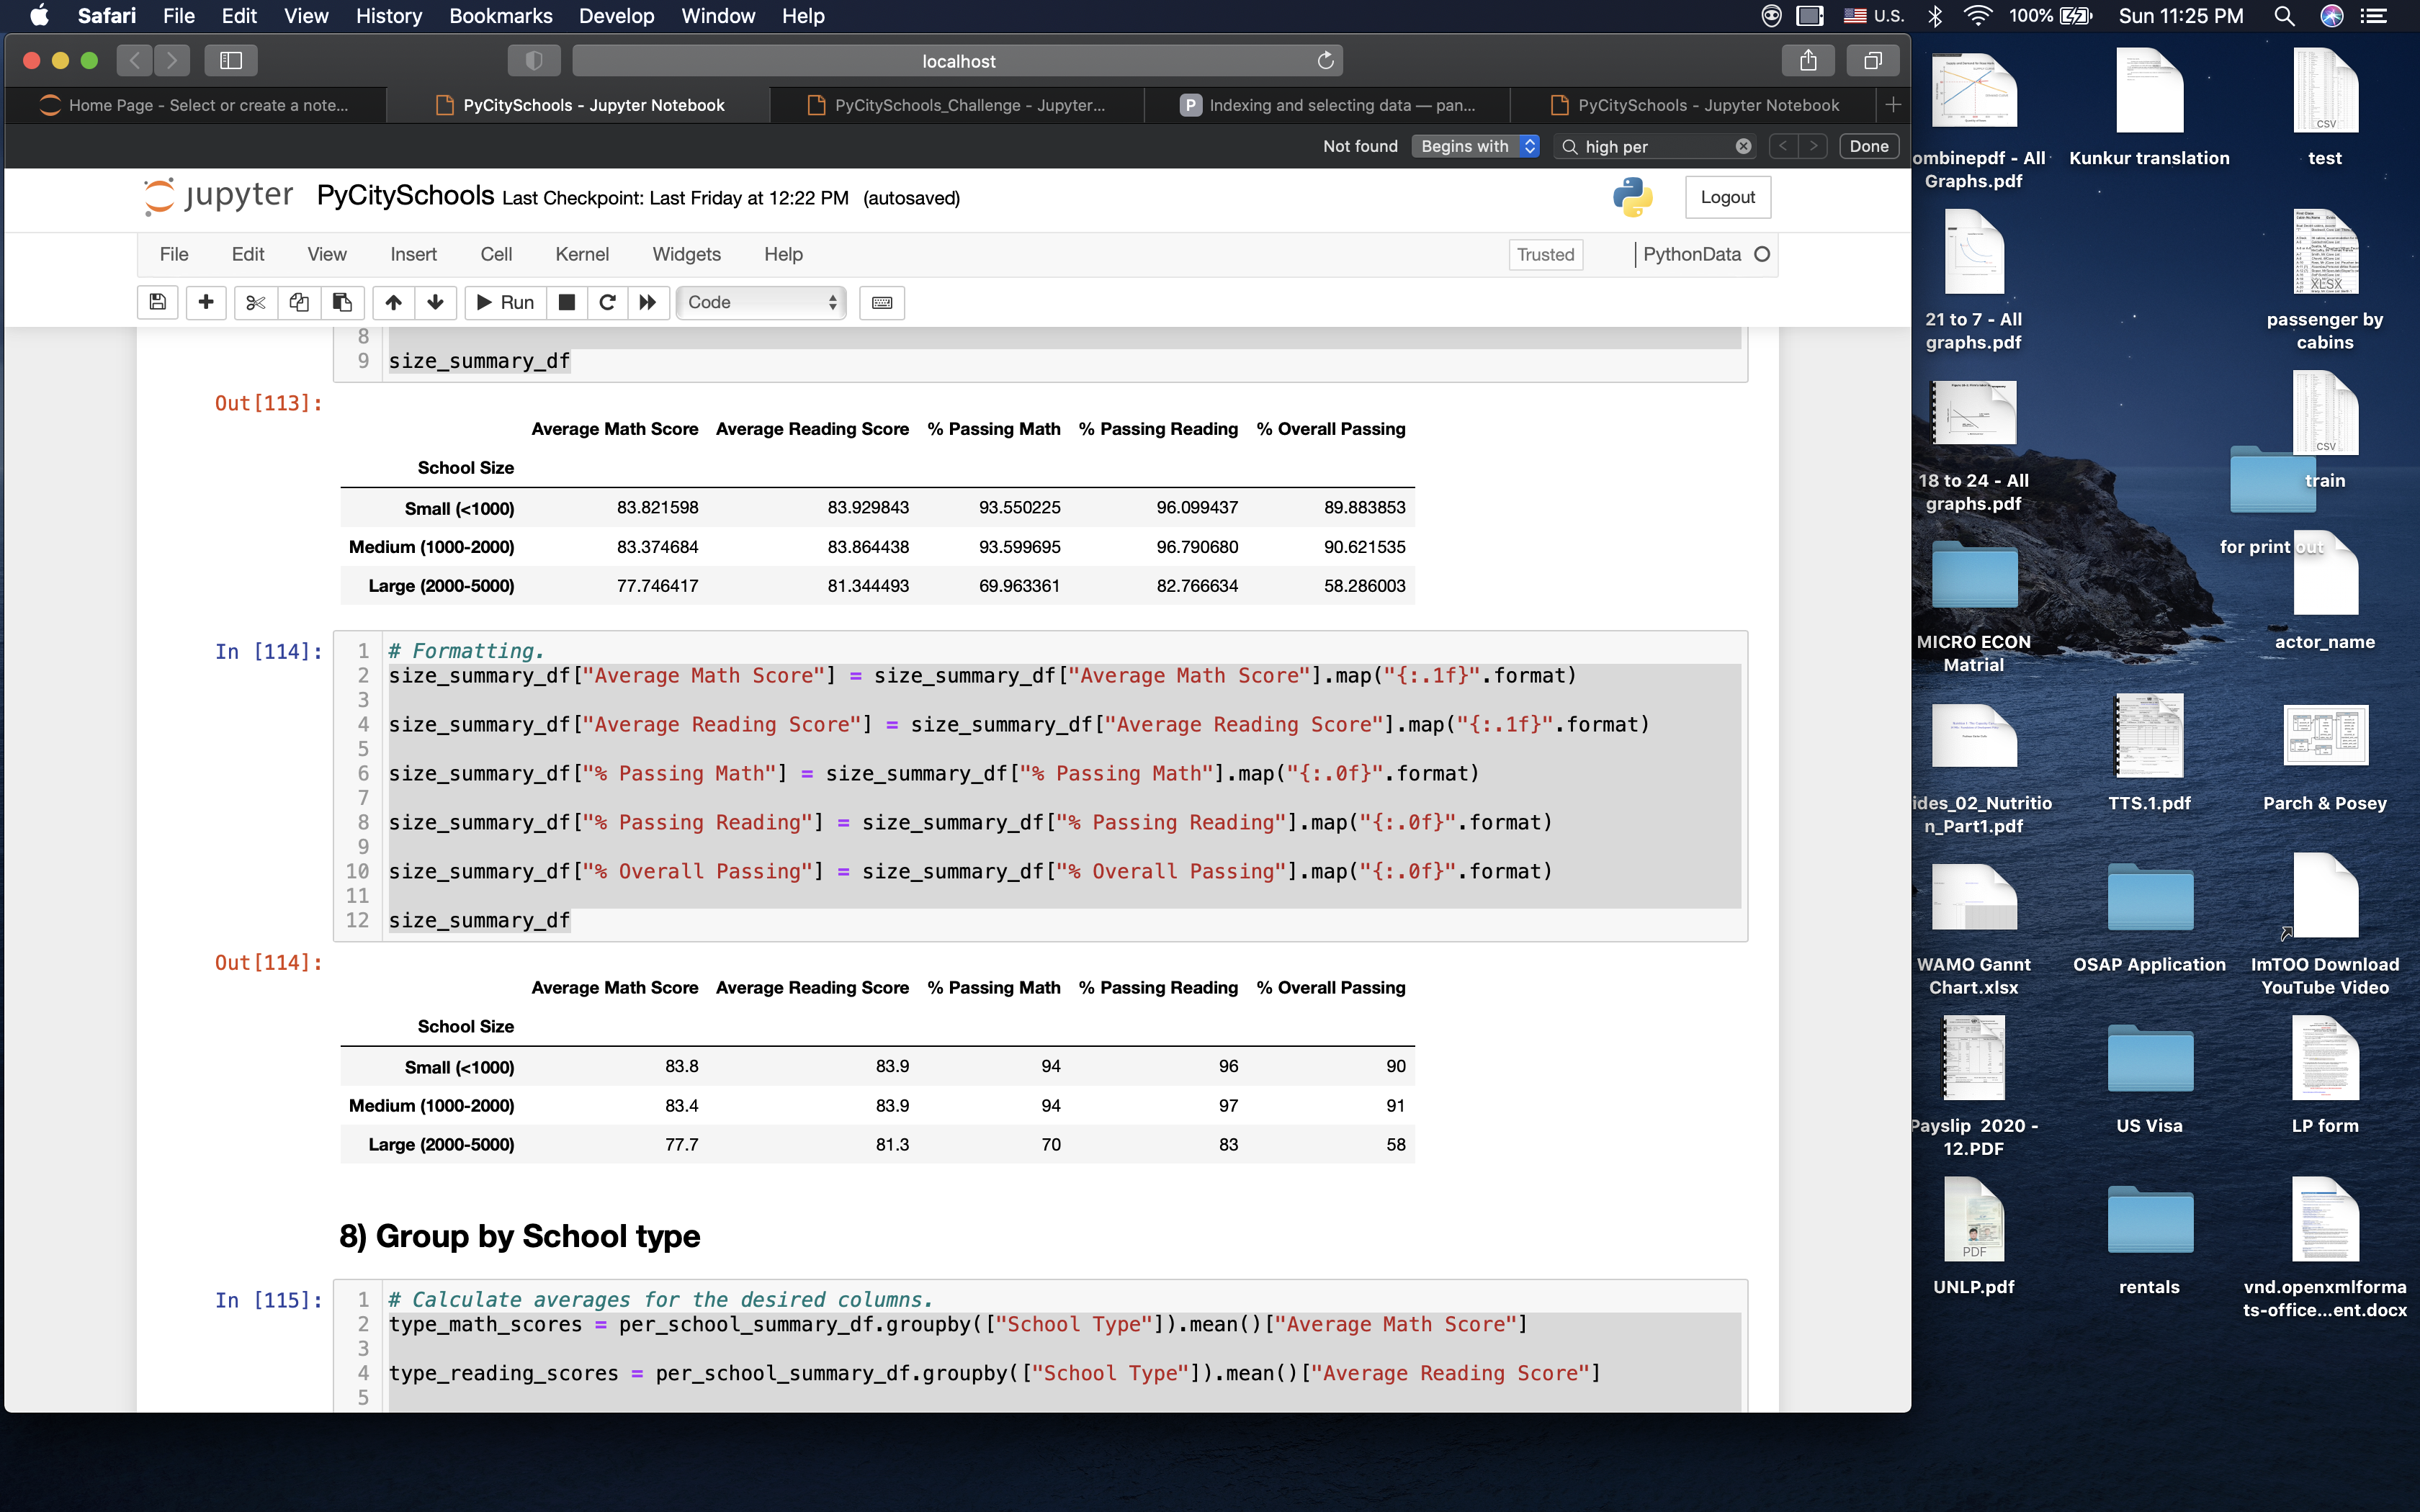 Safari File Edit View History Bookmarks Develop Window Help U.S. 100% Sun 11:25 PM
localhost
Home Page - Select or create a note... PyCitySchools - Jupyter Notebook PyCitySchools_Challenge - Jupyter... P Indexing and selecting data — pan... PyCitySchools - Jupyter Notebook
Not found Begins with high per Done
jupyter PyCitySchools Last Checkpoint: Last Friday at 12:22 PM (autosaved) Logout
File Edit View Insert Cell Kernel Widgets Help Trusted PythonData
Run Code
8
9 size_summary_df
Out[113]:
Average Math Score Average Reading Score % Passing Math % Passing Reading % Overall Passing
School Size
Small (<1000) 83.821598 83.929843 93.550225 96.099437 89.883853
Medium (1000-2000) 83.374684 83.864438 93.599695 96.790680 90.621535
Large (2000-5000) 77.746417 81.344493 69.963361 82.766634 58.286003
In [114]: 1 # Formatting.
2 size_summary_df["Average Math Score"] = size_summary_df["Average Math Score"].map("{:.1f}".format)
3
4 size_summary_df["Average Reading Score"] = size_summary_df["Average Reading Score"].map("{:.1f}".format)
5
6 size_summary_df["% Passing Math"] = size_summary_df["% Passing Math"].map("{:.0f}".format)
7
8 size_summary_df["% Passing Reading"] = size_summary_df["% Passing Reading"].map("{:.0f}".format)
9
10 size_summary_df["% Overall Passing"] = size_summary_df["% Overall Passing"].map("{:.0f}".format)
11
12 size_summary_df
Out[114]:
Average Math Score Average Reading Score % Passing Math % Passing Reading % Overall Passing
School Size
Small (<1000) 83.8 83.9 94 96 90
Medium (1000-2000) 83.4 83.9 94 97 91
Large (2000-5000) 77.7 81.3 70 83 58
8) Group by School type
In [115]: 1 # Calculate averages for the desired columns.
2 type_math_scores = per_school_summary_df.groupby(["School Type"]).mean()["Average Math Score"]
3
4 type_reading_scores = per_school_summary_df.groupby(["School Type"]).mean()["Average Reading Score"]
5
CSV
ombinepdf - All Kunkur translation test
Graphs.pdf
XLSX
21 to 7 - All passenger by
graphs.pdf cabins
CSV
18 to 24 - All train
graphs.pdf
for print out
MICRO ECON actor_name
Matrial
ides_02_Nutritio TTS.1.pdf Parch & Posey
n_Part1.pdf
WAMO Gannt OSAP Application ImTOO Download
Chart.xlsx YouTube Video
Payslip 2020 - US Visa LP form
12.PDF
PDF
UNLP.pdf rentals vnd.openxmlforma
ts-office...ent.docx